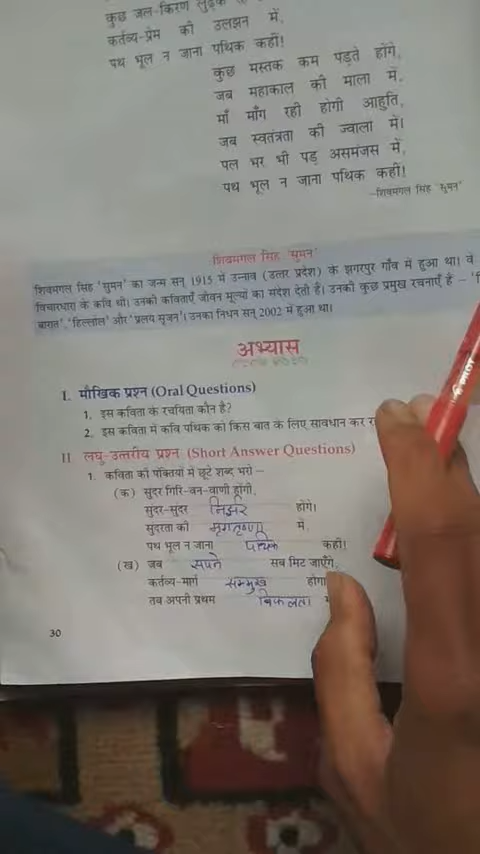 कुछ जल-किरण
कर्तव्य-प्रेम की उलझन में,
पथ भूल न जाना पथिक कहीं!
कुछ मस्तक कम पड़ते होंगे,
जब महाकाल की माला में,
माँ माँग रही होगी आहुति,
जब स्वतंत्रता की ज्वाला में।
पल भर भी पड़ असमंजस में,
पथ भूल न जाना पथिक कहीं!
–शिवमंगल सिंह 'सुमन'
शिवमंगल सिंह 'सुमन'
शिवमंगल सिंह 'सुमन' का जन्म सन् 1915 में उन्नाव (उत्तर प्रदेश) के झगरपुर गाँव में हुआ था। वे
विचारधारा के कवि थे। उनकी कविताएँ जीवन मूल्यों का संदेश देती हैं। उनकी कुछ प्रमुख रचनाएँ हैं –
बारात', 'हिल्लोल' और 'प्रलय सृजन'। उनका निधन सन् 2002 में हुआ था।
अभ्यास
I. मौखिक प्रश्न (Oral Questions)
1. इस कविता के रचयिता कौन है?
2. इस कविता में कवि पथिक को किस बात के लिए सावधान कर
II लघु-उत्तरीय प्रश्न (Short Answer Questions)
1. कविता की पंक्तियों में छूटे शब्द भरो –
(क) सुंदर गिरि-वन-वाणी होंगी,
सुंदर-सुंदर निर्झर होंगे।
सुंदरता की मृगतृष्णा में,
पथ भूल न जाना पथिक कहीं!
(ख) जब सपने सब मिट जाएँगे,
कर्तव्य-मार्ग सम्मुख होगा
तब अपनी प्रथम विफलता
30
PILOT